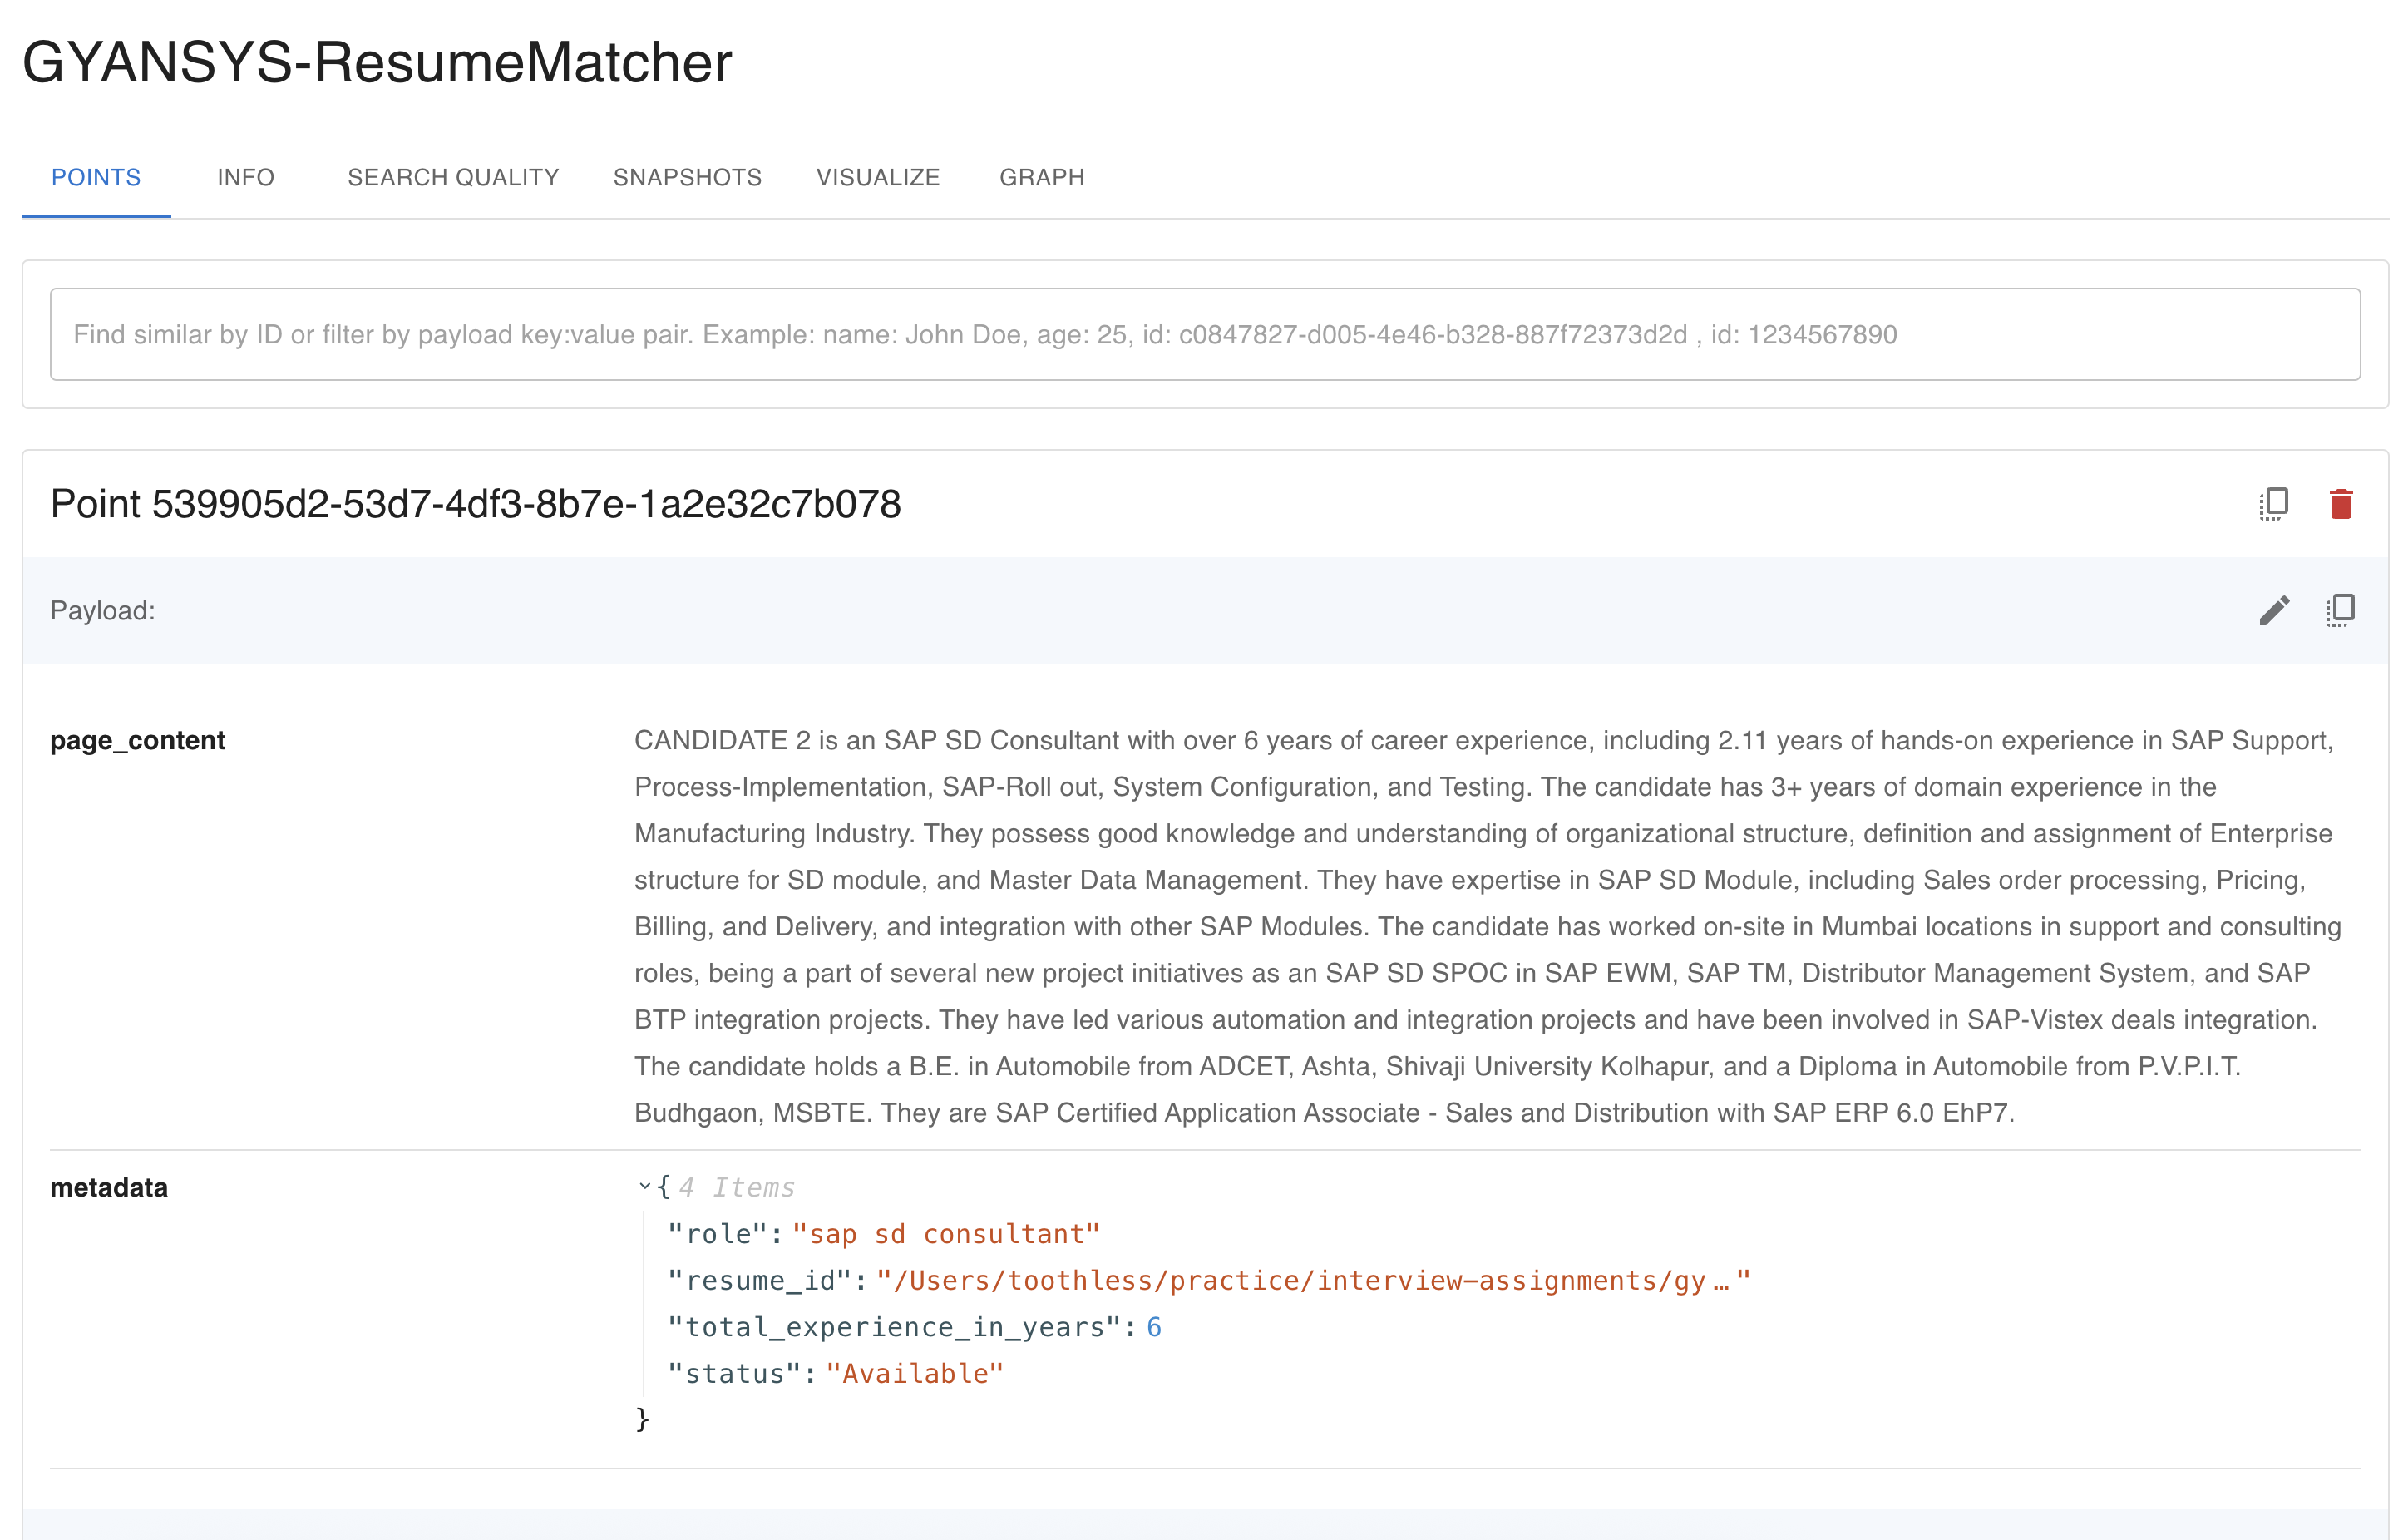 GYANSYS-ResumeMatcher
POINTS INFO SEARCH QUALITY SNAPSHOTS VISUALIZE GRAPH
Find similar by ID or filter by payload key:value pair. Example: name: John Doe, age: 25, id: c0847827-d005-4e46-b328-887f72373d2d , id: 1234567890
Point 539905d2-53d7-4df3-8b7e-1a2e32c7b078
Payload:
page_content
CANDIDATE 2 is an SAP SD Consultant with over 6 years of career experience, including 2.11 years of hands-on experience in SAP Support,
Process-Implementation, SAP-Roll out, System Configuration, and Testing. The candidate has 3+ years of domain experience in the
Manufacturing Industry. They possess good knowledge and understanding of organizational structure, definition and assignment of Enterprise
structure for SD module, and Master Data Management. They have expertise in SAP SD Module, including Sales order processing, Pricing,
Billing, and Delivery, and integration with other SAP Modules. The candidate has worked on-site in Mumbai locations in support and consulting
roles, being a part of several new project initiatives as an SAP SD SPOC in SAP EWM, SAP TM, Distributor Management System, and SAP
BTP integration projects. They have led various automation and integration projects and have been involved in SAP-Vistex deals integration.
The candidate holds a B.E. in Automobile from ADCET, Ashta, Shivaji University Kolhapur, and a Diploma in Automobile from P.V.P.I.T.
Budhgaon, MSBTE. They are SAP Certified Application Associate - Sales and Distribution with SAP ERP 6.0 EhP7.
metadata
{ 4 Items
"role": "sap sd consultant"
"resume_id": "/Users/toothless/practice/interview-assignments/gy…"
"total_experience_in_years": 6
"status": "Available"
}